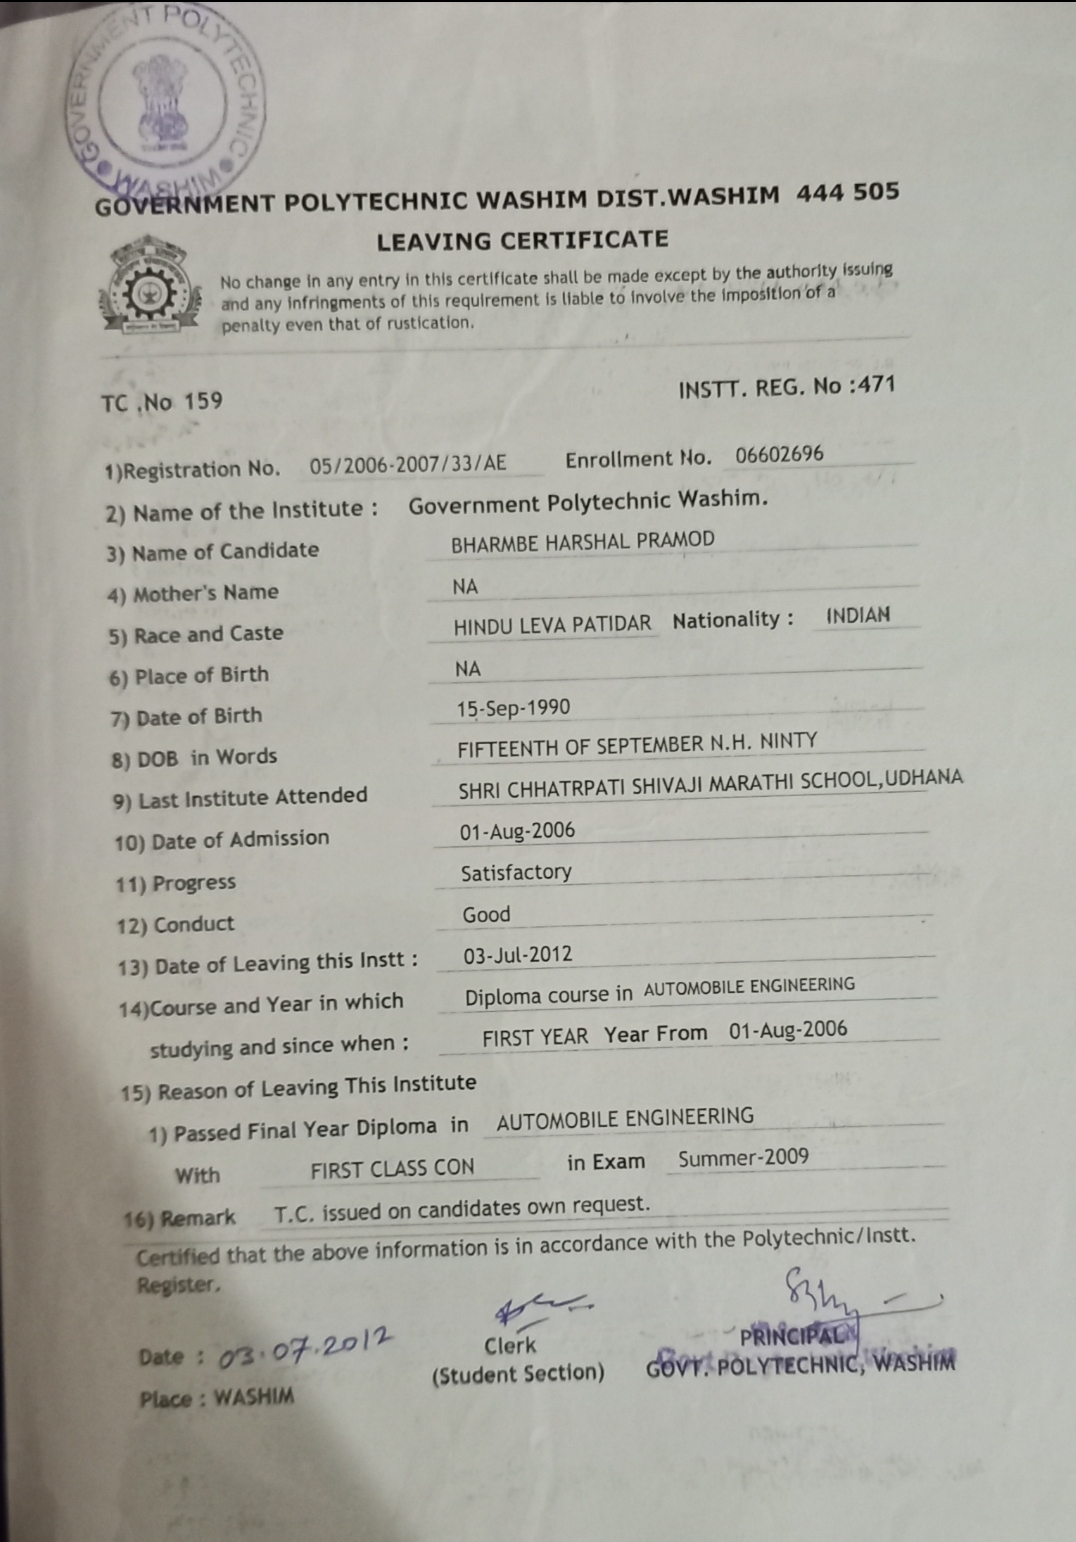 GOVERNMENT POLYTECHNIC
WASHIM
GOVERNMENT POLYTECHNIC WASHIM DIST.WASHIM 444 505
LEAVING CERTIFICATE
No change in any entry in this certificate shall be made except by the authority issuing
and any infringments of this requirement is liable to involve the imposition of a
penalty even that of rustication.
TC .No 159 INSTT. REG. No :471
1)Registration No. 05/2006-2007/33/AE Enrollment No. 06602696
2) Name of the Institute : Government Polytechnic Washim.
3) Name of Candidate BHARMBE HARSHAL PRAMOD
4) Mother's Name NA
5) Race and Caste HINDU LEVA PATIDAR Nationality : INDIAN
6) Place of Birth NA
7) Date of Birth 15-Sep-1990
8) DOB in Words FIFTEENTH OF SEPTEMBER N.H. NINTY
9) Last Institute Attended SHRI CHHATRPATI SHIVAJI MARATHI SCHOOL,UDHANA
10) Date of Admission 01-Aug-2006
11) Progress Satisfactory
12) Conduct Good
13) Date of Leaving this Instt : 03-Jul-2012
14)Course and Year in which Diploma course in AUTOMOBILE ENGINEERING
studying and since when : FIRST YEAR Year From 01-Aug-2006
15) Reason of Leaving This Institute
1) Passed Final Year Diploma in AUTOMOBILE ENGINEERING
With FIRST CLASS CON in Exam Summer-2009
16) Remark T.C. issued on candidates own request.
Certified that the above information is in accordance with the Polytechnic/Instt.
Register.
Date : 03.07.2012 Clerk PRINCIPAL
(Student Section) GOVT. POLYTECHNIC, WASHIM
Place : WASHIM